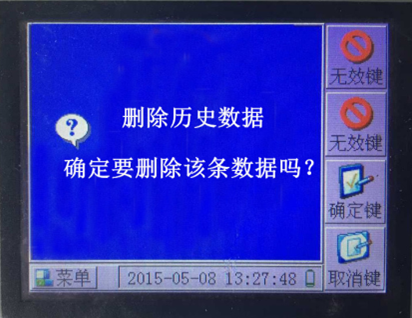 删除历史数据
确定要删除该条数据吗？
无效键
无效键
确定键
取消键
菜单
2015-05-08 13:27:48